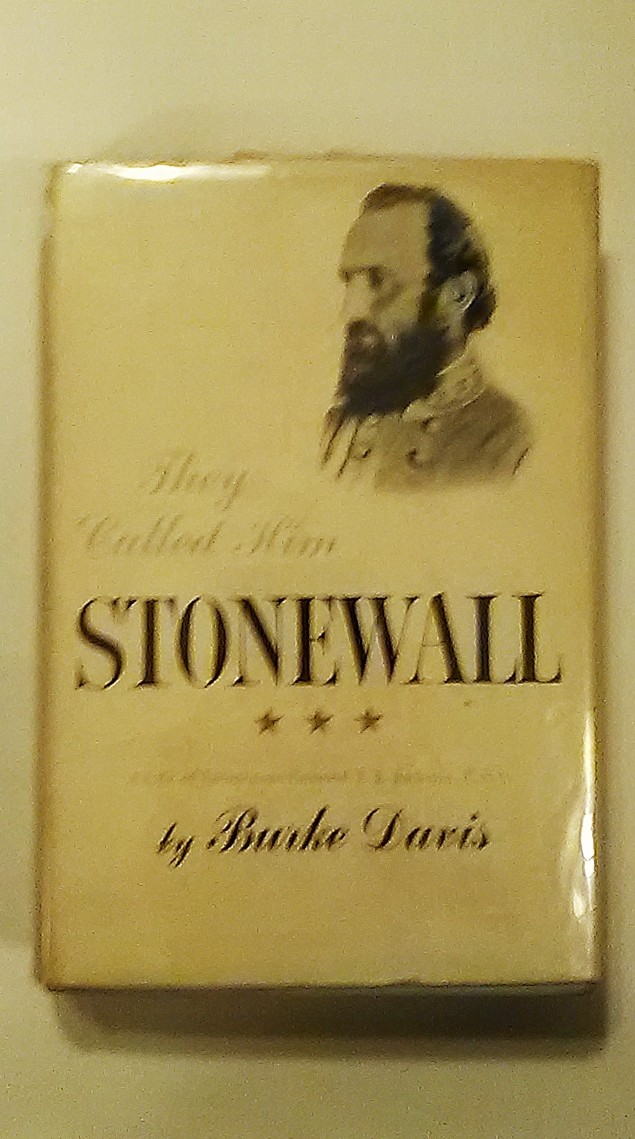 They
Called Him
STONEWALL
★ ★ ★
by Burke Davis